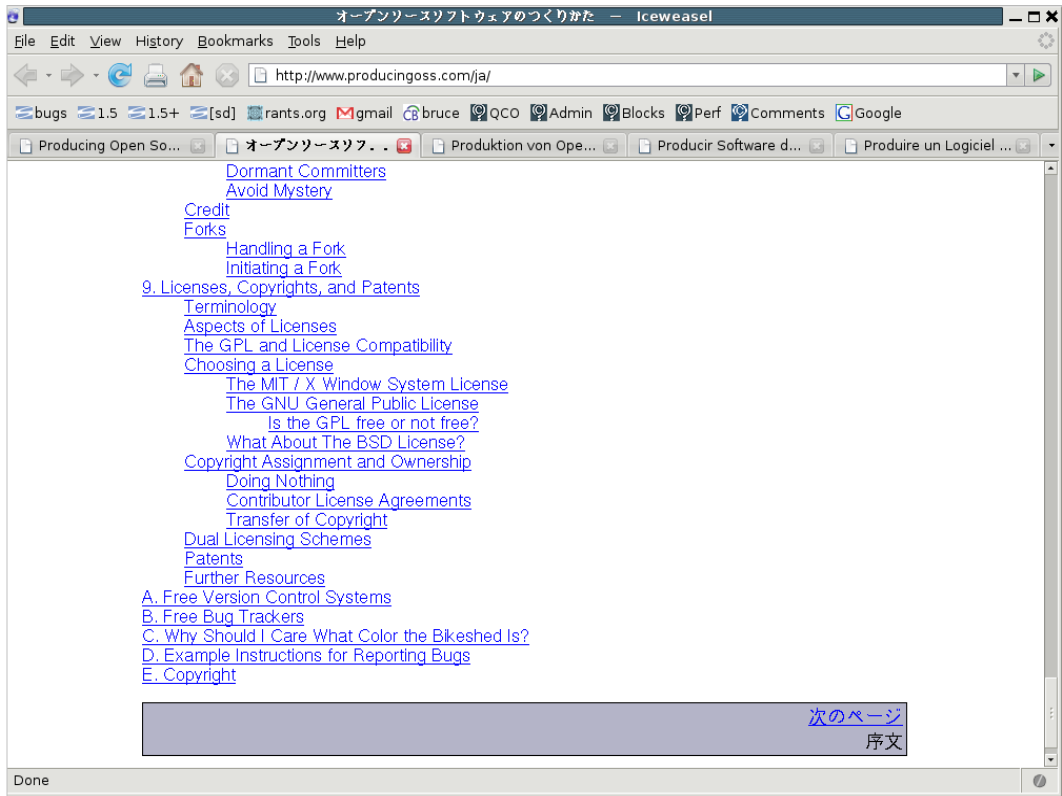 オープンソースソフトウェアのつくりかた — Iceweasel
File Edit View History Bookmarks Tools Help
http://www.producingoss.com/ja/
bugs 1.5 1.5+ [sd] rants.org gmail bruce QCO Admin Blocks Perf Comments Google
Producing Open So... オープンソースソフ... Produktion von Ope... Producir Software d... Produire un Logiciel ...
Dormant Committers
Avoid Mystery
Credit
Forks
Handling a Fork
Initiating a Fork
9. Licenses, Copyrights, and Patents
Terminology
Aspects of Licenses
The GPL and License Compatibility
Choosing a License
The MIT / X Window System License
The GNU General Public License
Is the GPL free or not free?
What About The BSD License?
Copyright Assignment and Ownership
Doing Nothing
Contributor License Agreements
Transfer of Copyright
Dual Licensing Schemes
Patents
Further Resources
A. Free Version Control Systems
B. Free Bug Trackers
C. Why Should I Care What Color the Bikeshed Is?
D. Example Instructions for Reporting Bugs
E. Copyright
次のページ
序文
Done